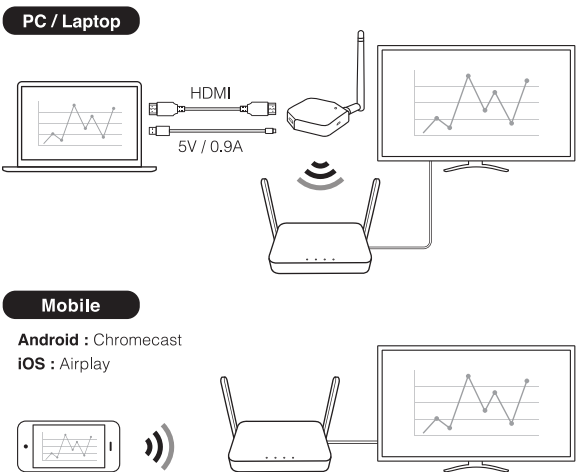 PC / Laptop
HDMI
5V / 0.9A
Mobile
Android : Chromecast
iOS : Airplay